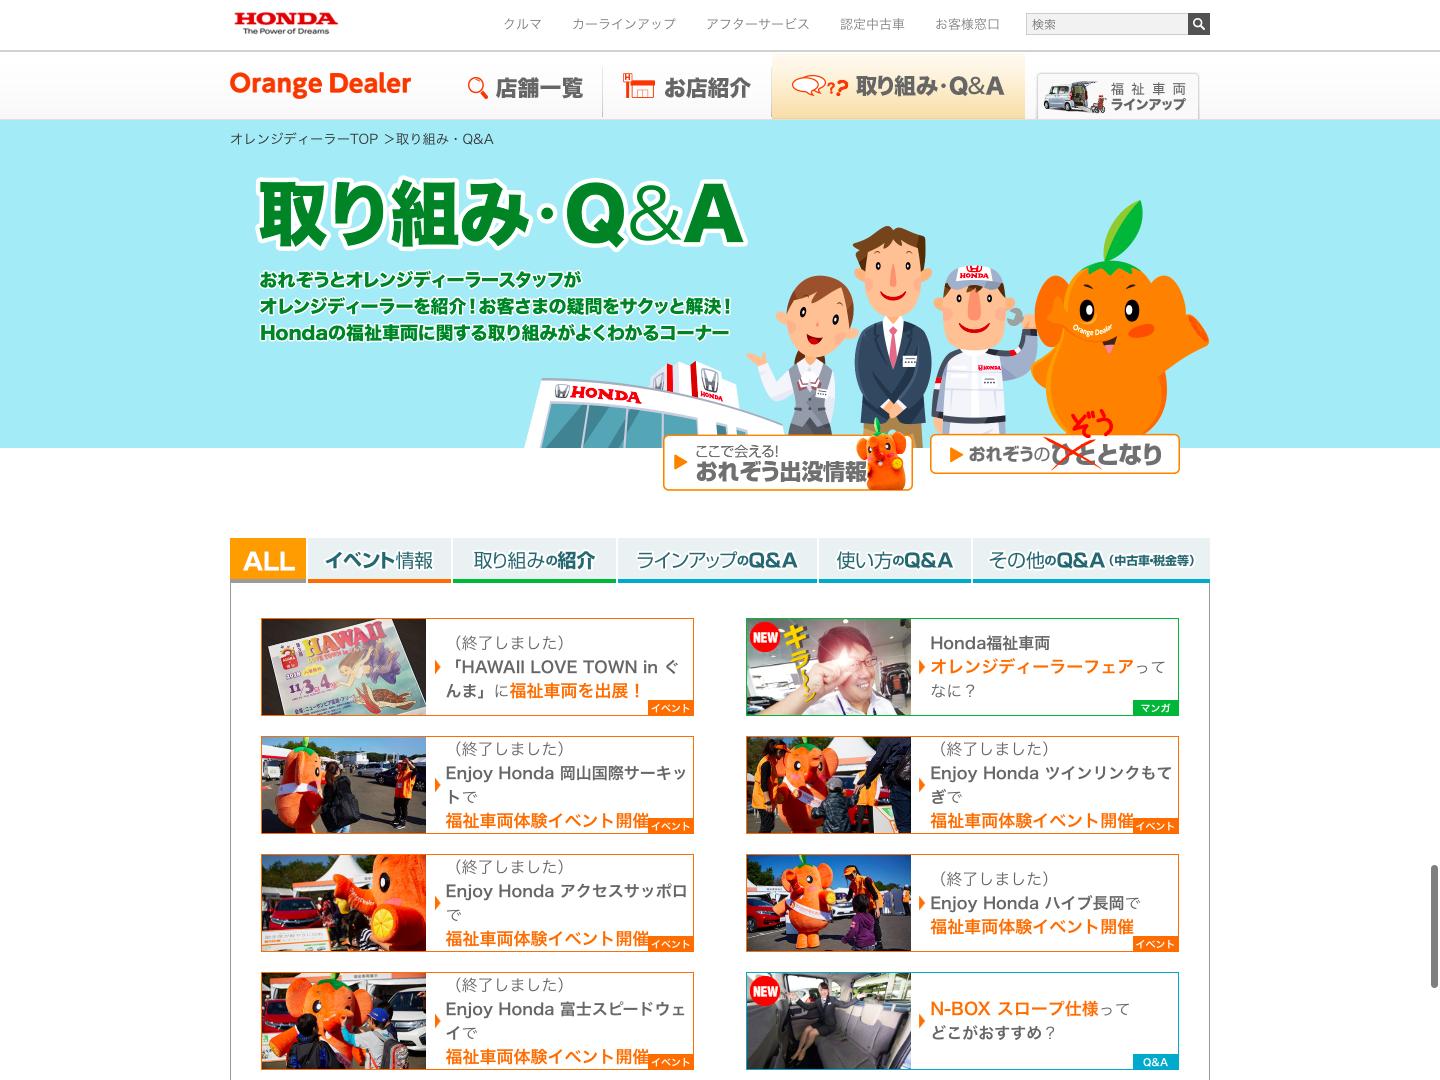 HONDA
The Power of Dreams
クルマ
カーラインアップ
アフターサービス
認定中古車
お客様窓口
検索
Orange Dealer
店舗一覧
お店紹介
取り組み・Q&A
福祉車両
ラインアップ
オレンジディーラーTOP ＞取り組み・Q&A
取り組み・Q&A
おれぞうとオレンジディーラースタッフが
オレンジディーラーを紹介！お客さまの疑問をサクッと解決！
Hondaの福祉車両に関する取り組みがよくわかるコーナー
HONDA
HONDA
HONDA
HONDA
Orange Dealer
ここで会える!
おれぞう出没情報
ぞう
おれぞうのひととなり
ALL
イベント情報
取り組みの紹介
ラインアップのQ&A
使い方のQ&A
その他のQ&A（中古車・税金等）
HAWAII
LOVE TOWN in
11/3 4
（終了しました）
「HAWAII LOVE TOWN in ぐ
んま」に福祉車両を出展！
イベント
NEW
キラ〜ン
Honda福祉車両
オレンジディーラーフェアって
なに？
マンガ
（終了しました）
Enjoy Honda 岡山国際サーキッ
トで
福祉車両体験イベント開催
イベント
（終了しました）
Enjoy Honda ツインリンクもて
ぎで
福祉車両体験イベント開催
イベント
（終了しました）
Enjoy Honda アクセスサッポロ
で
福祉車両体験イベント開催
イベント
（終了しました）
Enjoy Honda ハイブ長岡で
福祉車両体験イベント開催
イベント
（終了しました）
Enjoy Honda 富士スピードウェ
イで
福祉車両体験イベント開催
イベント
NEW
N-BOX スロープ仕様って
どこがおすすめ？
Q&A